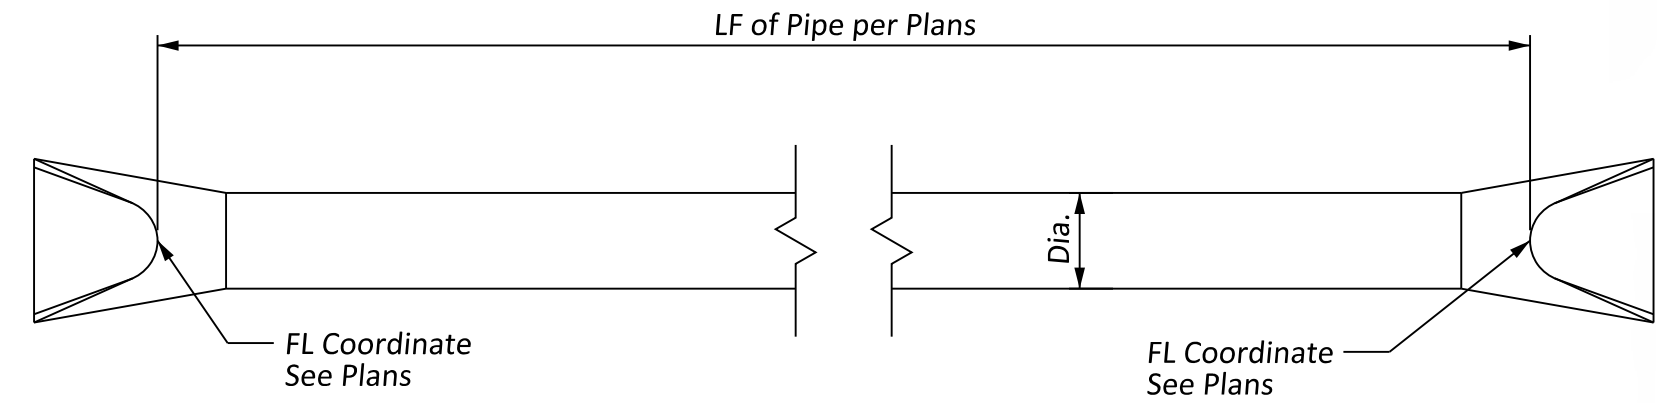 LF of Pipe per Plans
Dia.
FL Coordinate
See Plans
FL Coordinate
See Plans